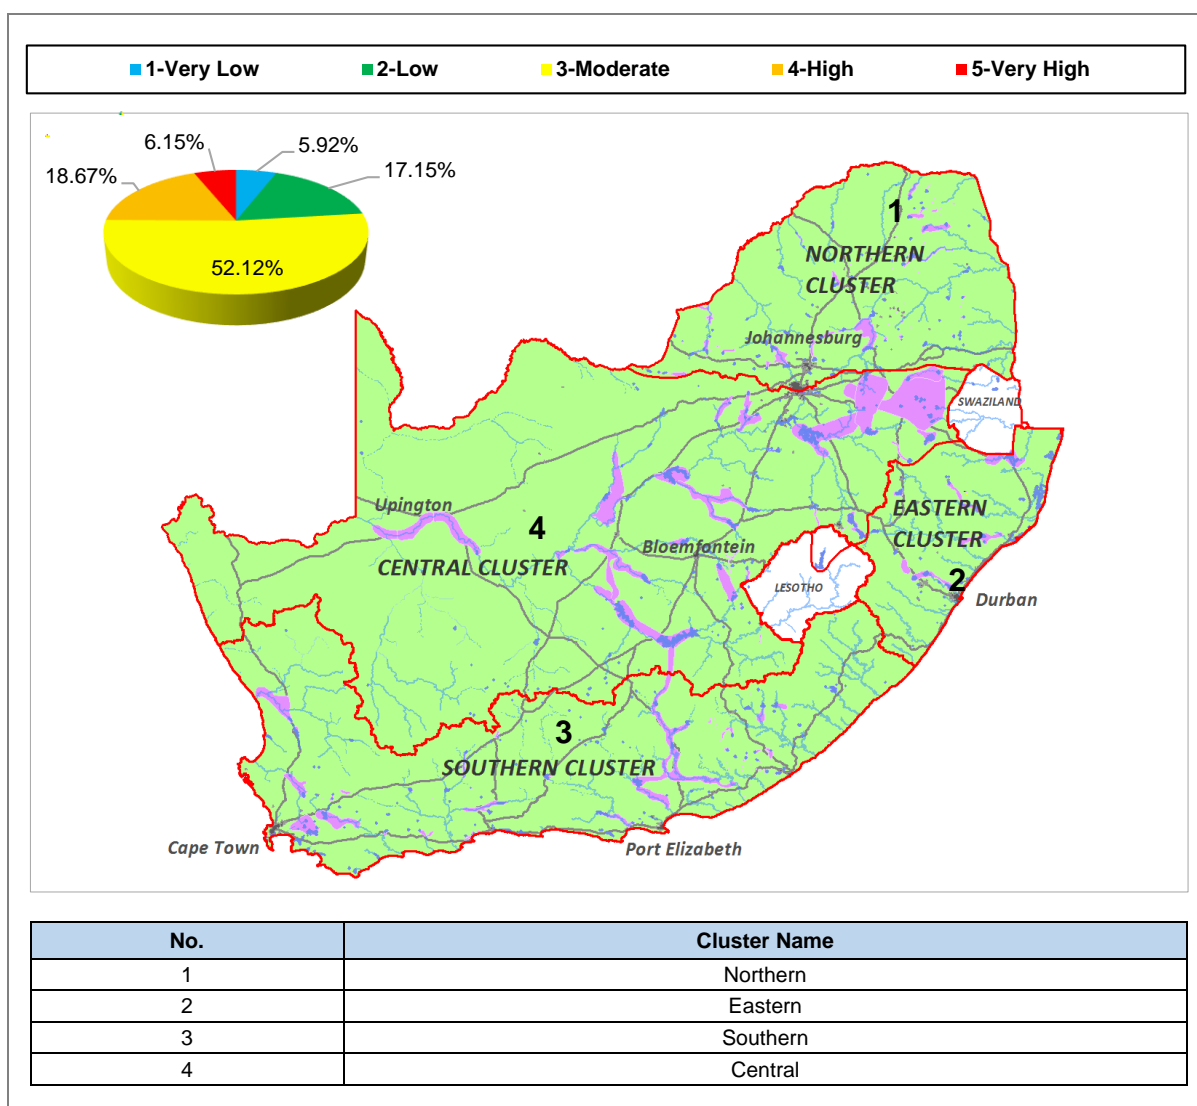 1-Very Low 2-Low 3-Moderate 4-High 5-Very High
6.15% 5.92%
18.67% 17.15%
52.12%
1
NORTHERN
CLUSTER
Johannesburg
SWAZILAND
Upington
4
EASTERN
CLUSTER
Bloemfontein
CENTRAL CLUSTER
LESOTHO
2
Durban
3
SOUTHERN CLUSTER
Cape Town
Port Elizabeth
No. Cluster Name
1 Northern
2 Eastern
3 Southern
4 Central